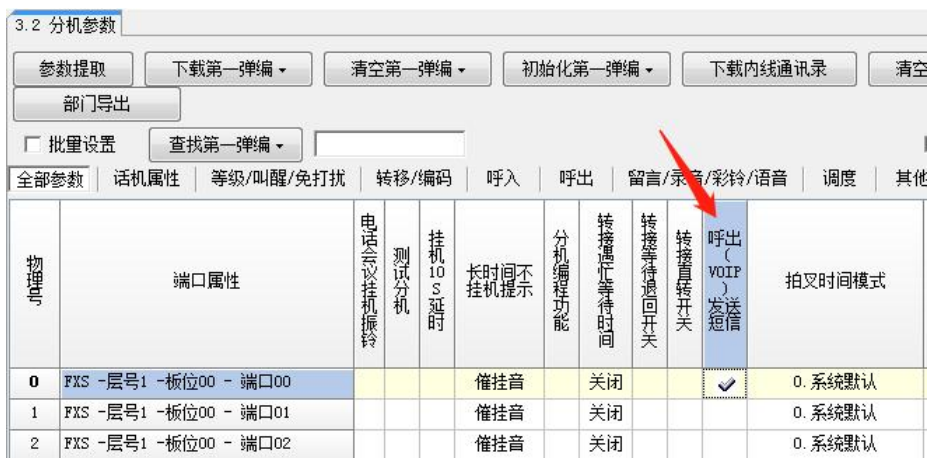 3.2 分机参数
参数提取 下载第一弹编 清空第一弹编 初始化第一弹编 下载内线通讯录 清空
部门导出
批量设置 查找第一弹编
全部参数 话机属性 等级/叫醒/免打扰 转移/编码 呼入 呼出 留言/录音/彩铃/语音 调度 其他
物理号 端口属性 电话会议挂机振铃 测试分机 挂机10S延时 长时间不挂机提示 分机编程功能 转接遇忙等待时间 转接等待退回开关 转接直转开关 呼出(VOIP)发送短信 拍叉时间模式
0 FXS -层号1 -板位00 - 端口00 催挂音 关闭 0.系统默认
1 FXS -层号1 -板位00 - 端口01 催挂音 关闭 0.系统默认
2 FXS -层号1 -板位00 - 端口02 催挂音 关闭 0.系统默认